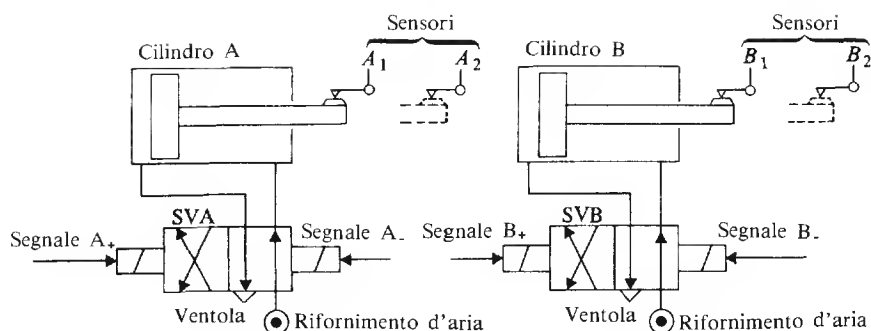 Sensori
Sensori
Cilindro A
A1
A2
Cilindro B
B1
B2
SVA
SVB
Segnale A+
Segnale A-
Segnale B+
Segnale B-
Ventola
Rifornimento d'aria
Ventola
Rifornimento d'aria